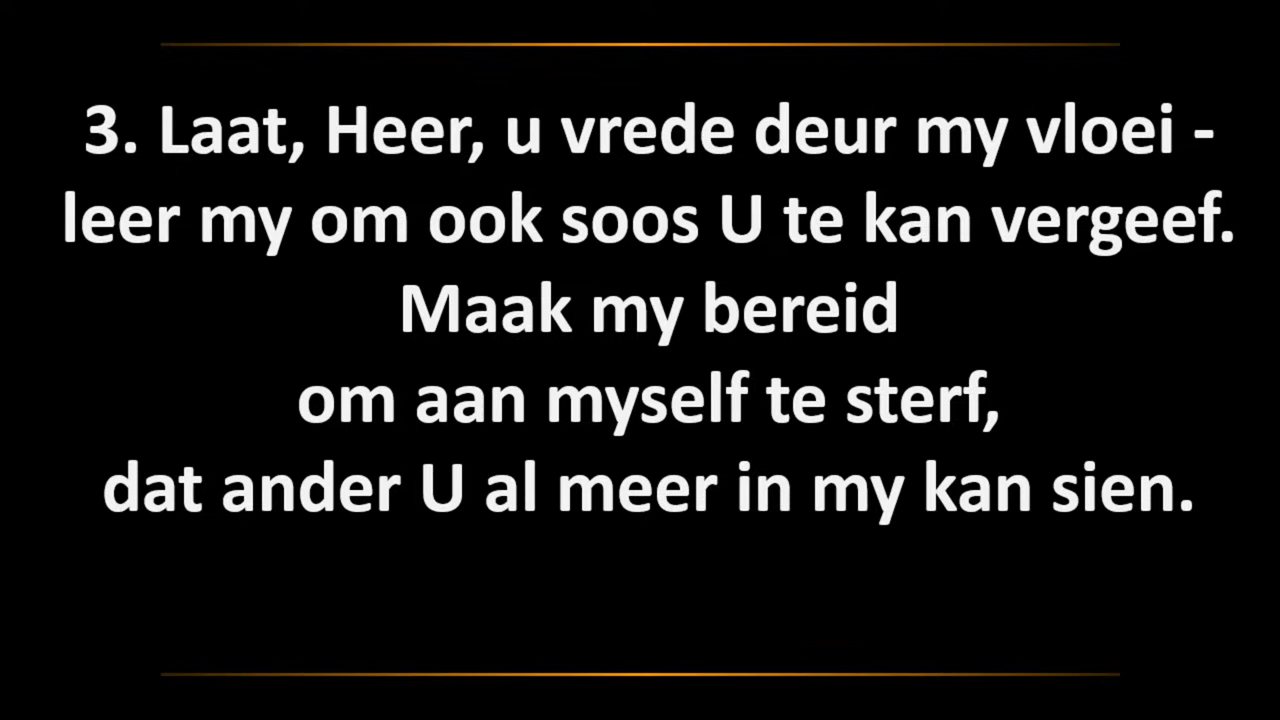 3. Laat, Heer, u vrede deur my vloei -
leer my om ook soos U te kan vergeef.
Maak my bereid
om aan myself te sterf,
dat ander U al meer in my kan sien.